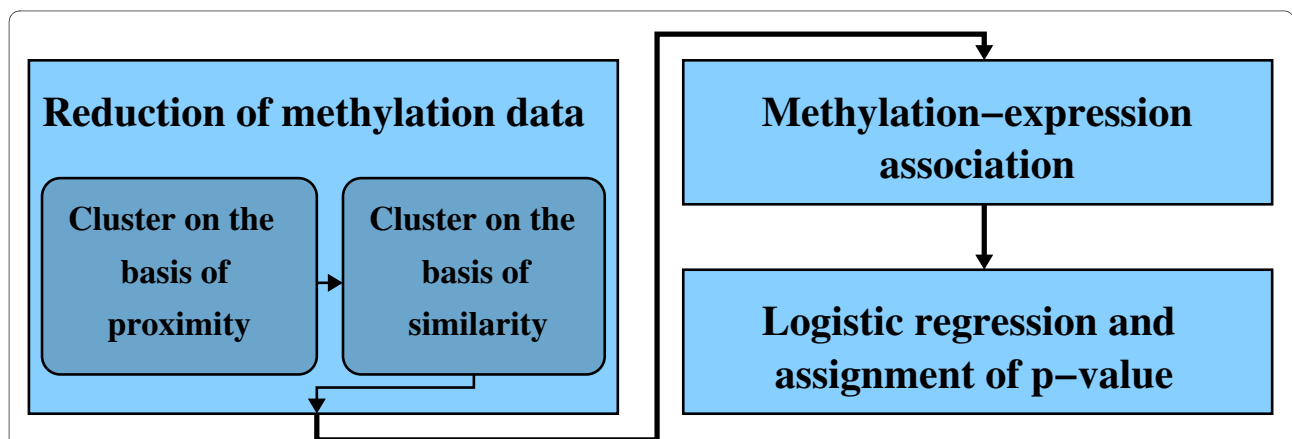 Reduction of methylation data
Cluster on the
basis of
proximity
Cluster on the
basis of
similarity
Methylation−expression
association
Logistic regression and
assignment of p−value